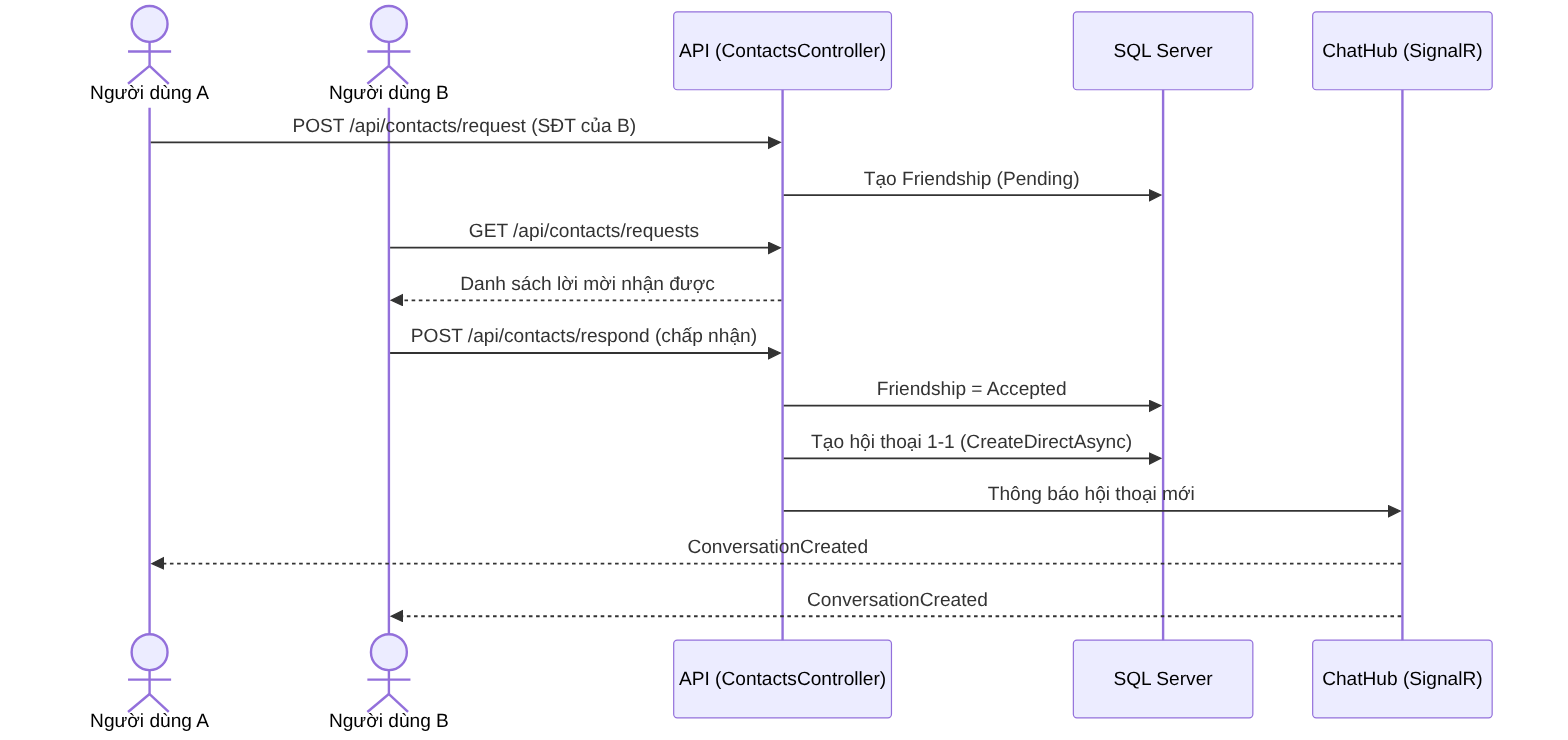 Người dùng A
Người dùng B
API (ContactsController)
SQL Server
ChatHub (SignalR)
POST /api/contacts/request (SĐT của B)
Tạo Friendship (Pending)
GET /api/contacts/requests
Danh sách lời mời nhận được
POST /api/contacts/respond (chấp nhận)
Friendship = Accepted
Tạo hội thoại 1-1 (CreateDirectAsync)
Thông báo hội thoại mới
ConversationCreated
ConversationCreated
Người dùng A
Người dùng B
API (ContactsController)
SQL Server
ChatHub (SignalR)